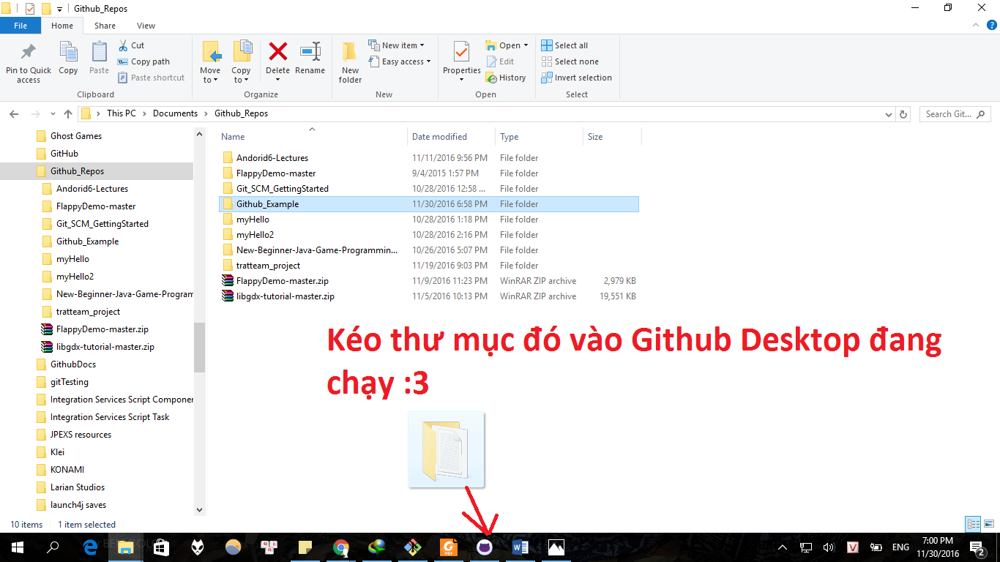 Github_Repos
File Home Share View
Pin to Quick access
Copy
Paste
Cut
Copy path
Paste shortcut
Clipboard
Move to
Copy to
Delete
Rename
Organize
New folder
New item
Easy access
New
Properties
Open
Edit
History
Open
Select all
Select none
Invert selection
Select
This PC > Documents > Github_Repos
Search Git...
Ghost Games
GitHub
Github_Repos
Andorid6-Lectures
FlappyDemo-master
Git_SCM_GettingStarted
Github_Example
myHello
myHello2
New-Beginner-Java-Game-Program
tratteam_project
FlappyDemo-master.zip
libgdx-tutorial-master.zip
GithubDocs
gitTesting
Integration Services Script Componer
Integration Services Script Task
JPEXS resources
Klei
KONAMI
Larian Studios
launch4j saves
Name Date modified Type Size
Andorid6-Lectures 11/11/2016 9:56 PM File folder
FlappyDemo-master 9/4/2015 1:57 PM File folder
Git_SCM_GettingStarted 10/28/2016 12:58 ... File folder
Github_Example 11/30/2016 6:58 PM File folder
myHello 10/28/2016 1:18 PM File folder
myHello2 10/28/2016 2:16 PM File folder
New-Beginner-Java-Game-Programmin... 10/26/2016 5:07 PM File folder
tratteam_project 11/19/2016 9:03 PM File folder
FlappyDemo-master.zip 11/9/2016 11:23 PM WinRAR ZIP archive 2,979 KB
libgdx-tutorial-master.zip 11/5/2016 10:13 PM WinRAR ZIP archive 19,551 KB
Kéo thư mục đó vào Github Desktop đang
chạy :3
10 items 1 item selected
ENG
7:00 PM
11/30/2016
2